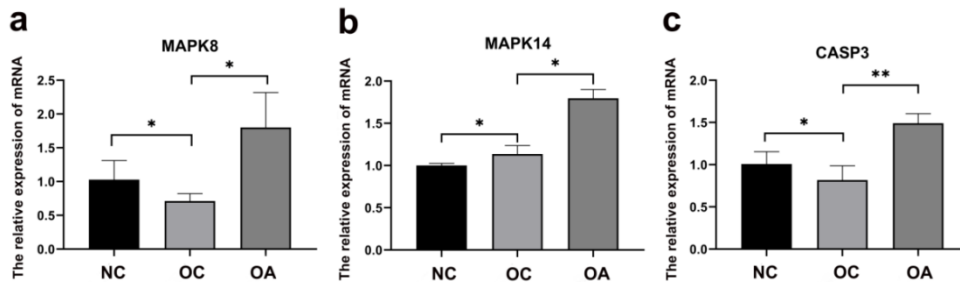 a
MAPK8
The relative expression of mRNA
2.5
2.0
1.5
1.0
0.5
0.0
*
*
NC OC OA
b
MAPK14
The relative expression of mRNA
2.0
1.5
1.0
0.5
0.0
*
*
NC OC OA
c
CASP3
The relative expression of mRNA
2.0
1.5
1.0
0.5
0.0
*
**
NC OC OA